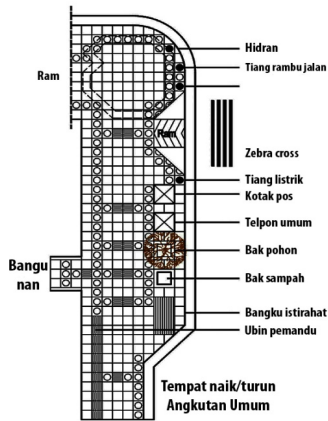 Hidran
Tiang rambu jalan
Ram
Ram
Zebra cross
Tiang listrik
Kotak pos
Telpon umum
Bak pohon
Bangu
nan
Bak sampah
Bangku istirahat
Ubin pemandu
Tempat naik/turun
Angkutan Umum